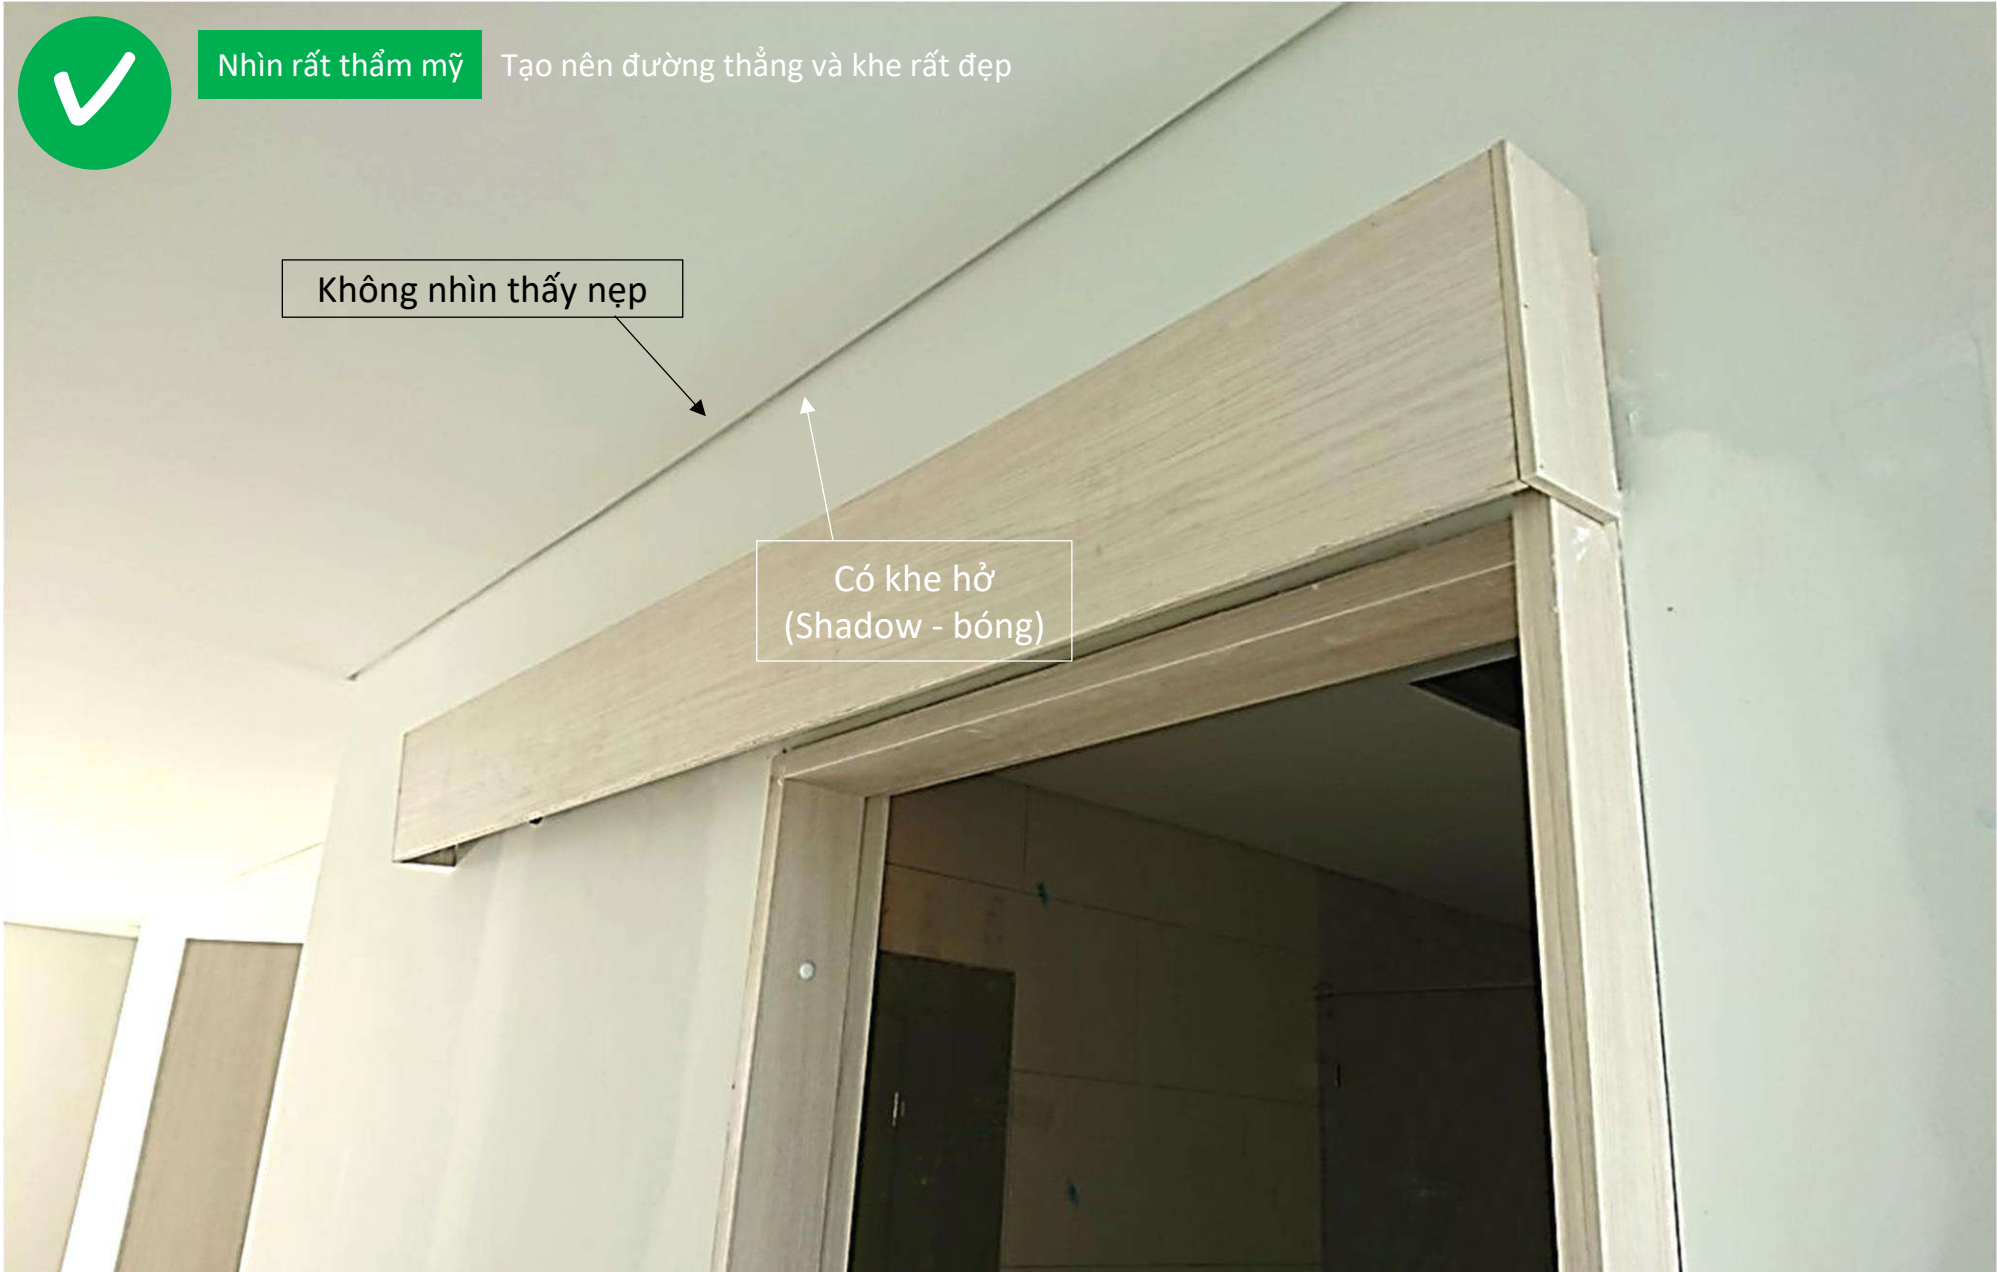 Nhìn rất thẩm mỹ
Tạo nên đường thẳng và khe rất đẹp
Không nhìn thấy nẹp
Có khe hở
(Shadow - bóng)